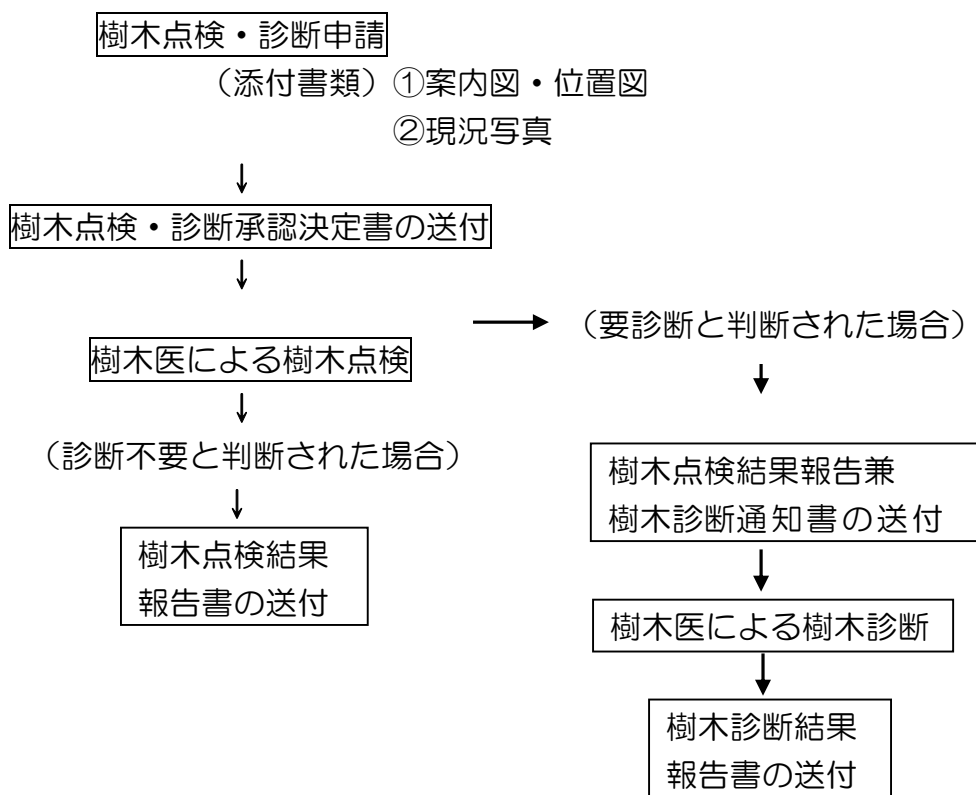 樹木点検・診断申請
（添付書類）①案内図・位置図
②現況写真
樹木点検・診断承認決定書の送付
樹木医による樹木点検
（診断不要と判断された場合）
樹木点検結果
報告書の送付
（要診断と判断された場合）
樹木点検結果報告兼
樹木診断通知書の送付
樹木医による樹木診断
樹木診断結果
報告書の送付